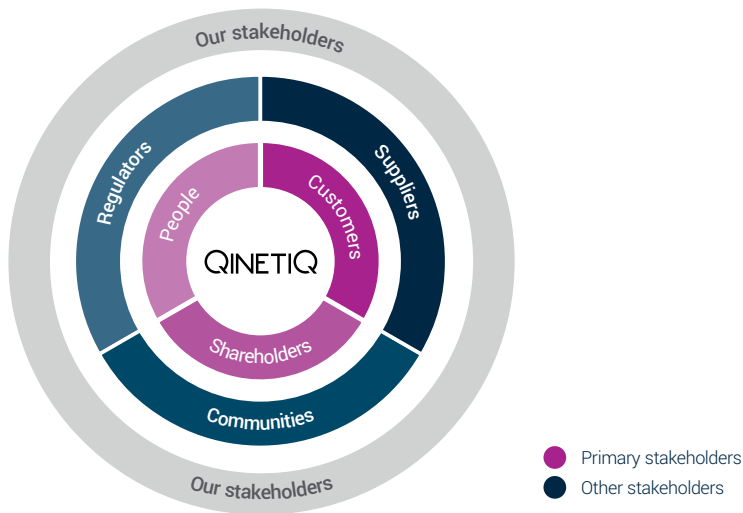 Our stakeholders
Regulators
Suppliers
People
Customers
QINETIQ
Shareholders
Communities
Our stakeholders
Primary stakeholders
Other stakeholders